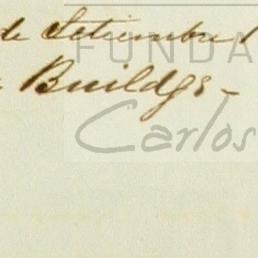 de Setiembre
FUNDA
Buildgs -
Carlos